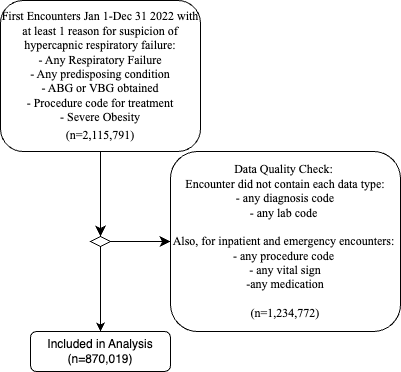 First Encounters Jan 1-Dec 31 2022 with
at least 1 reason for suspicion of
hypercapnic respiratory failure:
- Any Respiratory Failure
- Any predisposing condition
- ABG or VBG obtained
- Procedure code for treatment
- Severe Obesity
(n=2,115,791)
Data Quality Check:
Encounter did not contain each data type:
- any diagnosis code
- any lab code
Also, for inpatient and emergency encounters:
- any procedure code
- any vital sign
-any medication
(n=1,234,772)
Included in Analysis
(n=870,019)